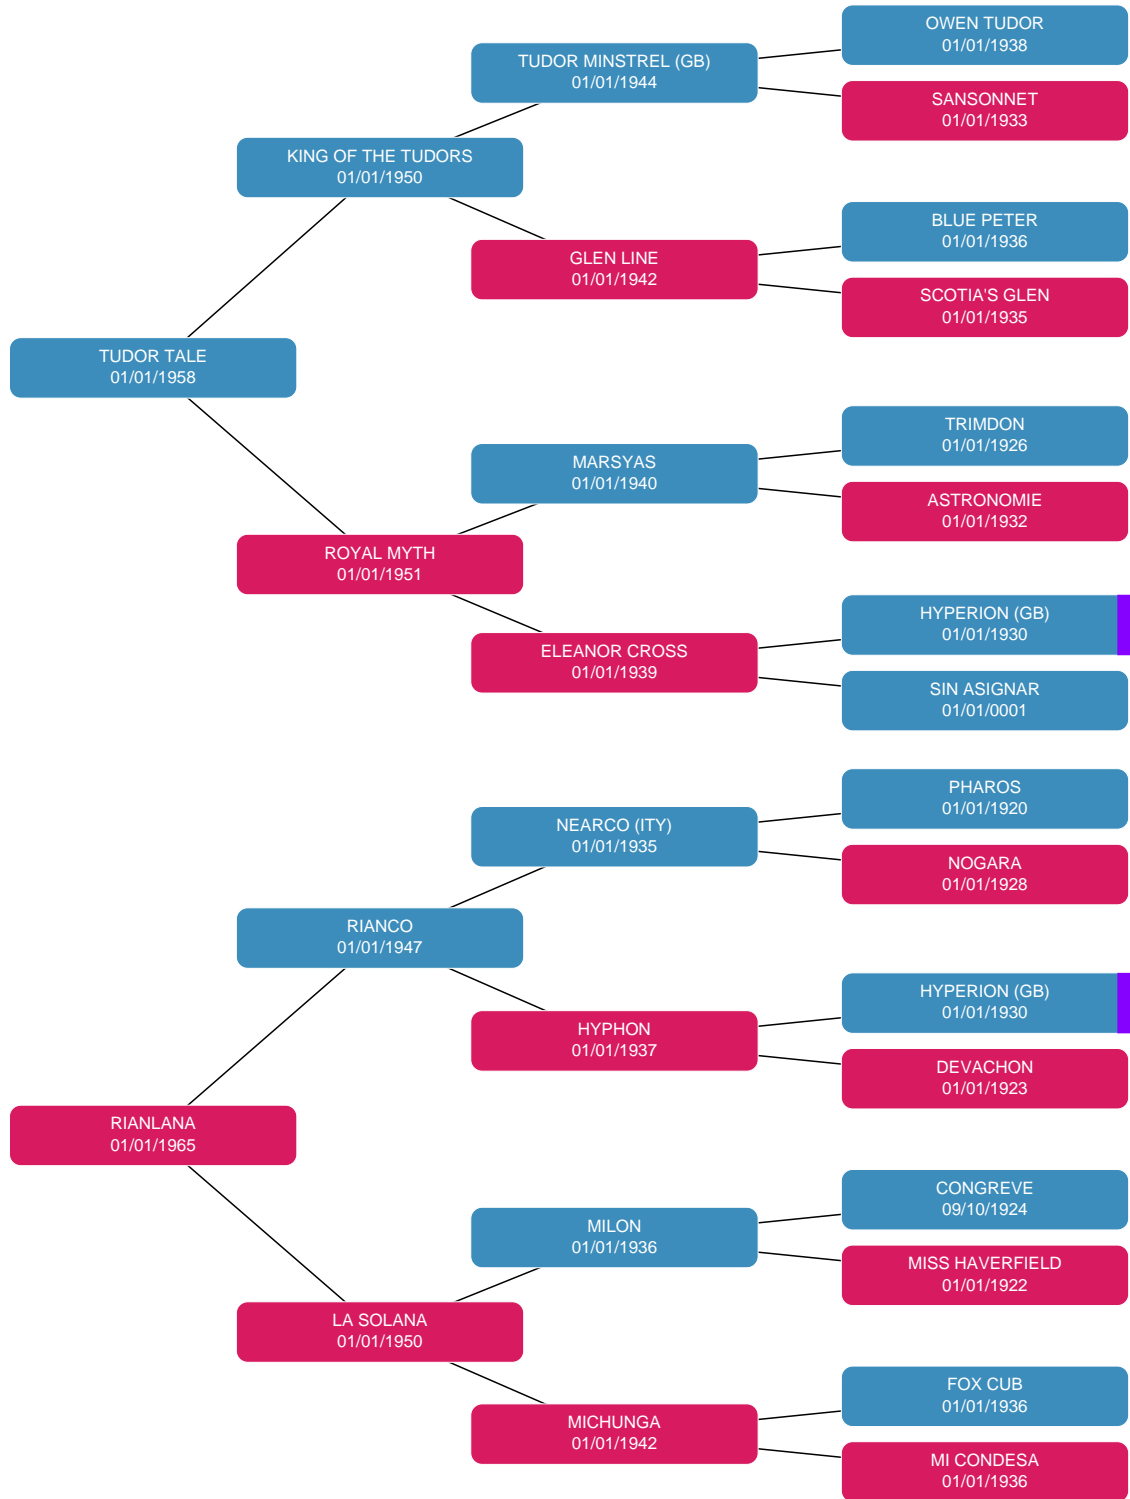 OWEN TUDOR
01/01/1938
TUDOR MINSTREL (GB)
01/01/1944
SANSONNET
01/01/1933
KING OF THE TUDORS
01/01/1950
BLUE PETER
01/01/1936
GLEN LINE
01/01/1942
SCOTIA'S GLEN
01/01/1935
TUDOR TALE
01/01/1958
TRIMDON
01/01/1926
MARSYAS
01/01/1940
ASTRONOMIE
01/01/1932
ROYAL MYTH
01/01/1951
HYPERION (GB)
01/01/1930
ELEANOR CROSS
01/01/1939
SIN ASIGNAR
01/01/0001
PHAROS
01/01/1920
NEARCO (ITY)
01/01/1935
NOGARA
01/01/1928
RIANCO
01/01/1947
HYPERION (GB)
01/01/1930
HYPHON
01/01/1937
DEVACHON
01/01/1923
RIANLANA
01/01/1965
CONGREVE
09/10/1924
MILON
01/01/1936
MISS HAVERFIELD
01/01/1922
LA SOLANA
01/01/1950
FOX CUB
01/01/1936
MICHUNGA
01/01/1942
MI CONDESA
01/01/1936